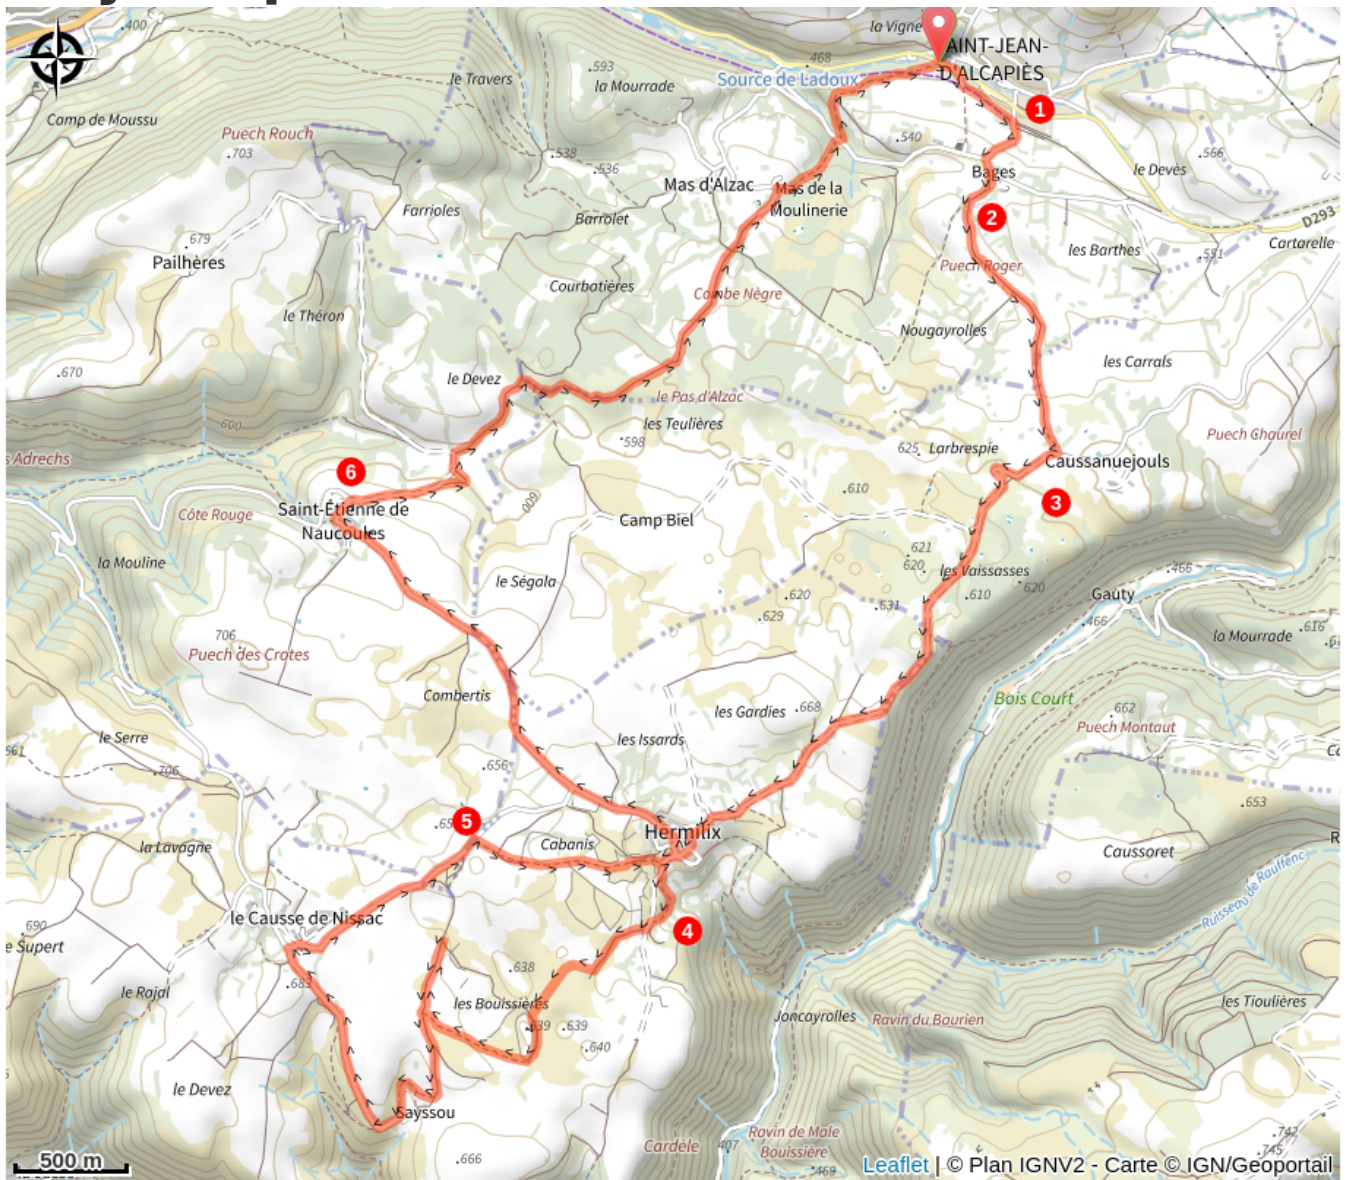 la Vigne
.400
.468
SAINT-JEAN-
D'ALCAPIÈS
le Travers
.593
la Mourrade
Source de Ladoux
1
Camp de Moussu
Puech Rouch
.703
.538
.536
.540
.566
le Devès
Mas d'Alzac
Mas de la
Moulinerie
Bages
Farrioles
Barrolet
2
D293
Cartarelle
.679
Pailhères
les Barthes
.551
Puech Roger
Courbatières
Combe Nègre
le Théron
Nougayrolles
les Carrals
.670
le Devez
le Pas d'Alzac
600
les Teulières
.598
625
Larbrespie
Puech Chaurel
s Adrechs
Caussanuejouls
6
.610
3
600
Saint-Étienne de
Naucoules
Côte Rouge
Camp Biel
621
620
la Mouline
le Ségala
les Vaissasses
.620
.610
.466
Gauty
.620
.629
.631
.466
la Mourrade
.616
706
Puech des Crotes
Combertis
les Gardies
.668
Bois Court
662
Puech Montaut
le Serre
les Issards
661
.706
.656
.653
5
Hermilix
la Lavagne
Cabanis
Caussoret
R
Ruisseau de Rauffenc
le Causse de Nissac
4
690
e Supert
.638
.683
le Rajal
les Bouissières
639
.639
.640
Joncayrolles
Ravin du Baurien
les Tioulières
le Devez
Sayssou
.666
Cardèle
407
Ravin de Male
Bouissière
.469
.742
.745
500 m
Leaflet | © Plan IGNV2 - Carte © IGN/Geoportail